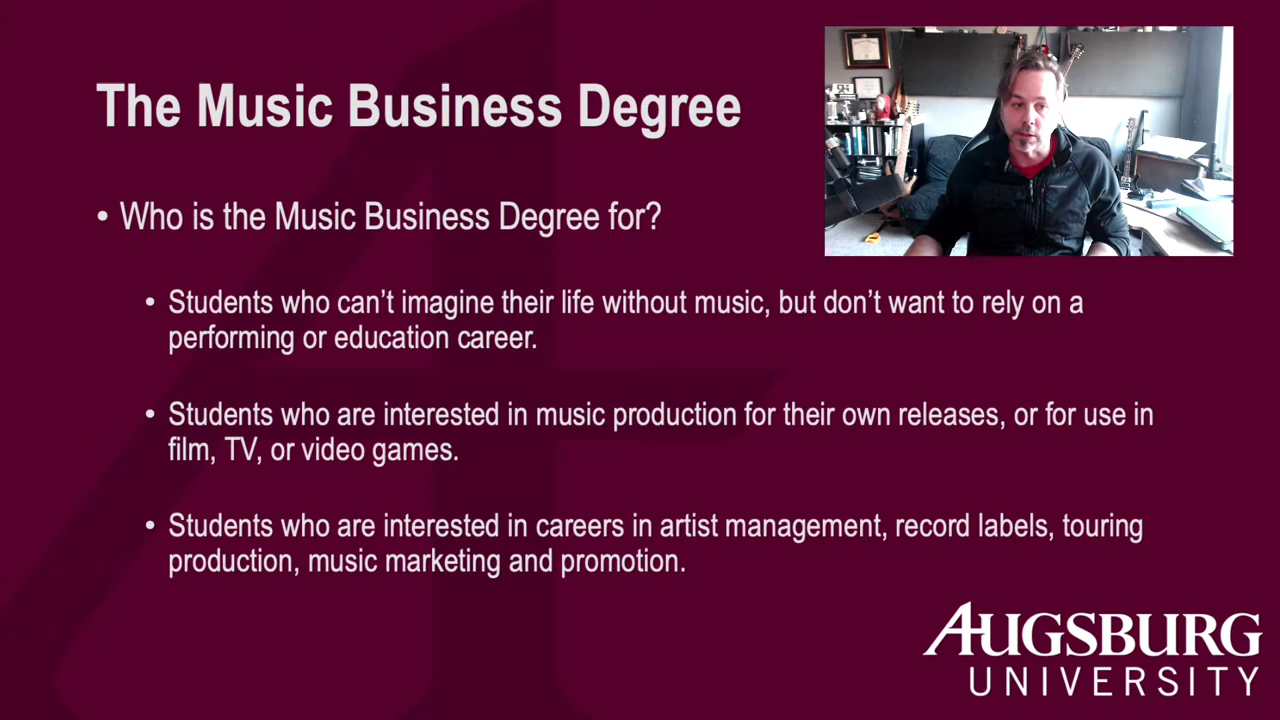 The Music Business Degree
• Who is the Music Business Degree for?
• Students who can’t imagine their life without music, but don’t want to rely on a
performing or education career.
• Students who are interested in music production for their own releases, or for use in
film, TV, or video games.
• Students who are interested in careers in artist management, record labels, touring
production, music marketing and promotion.
AUGSBURG
UNIVERSITY